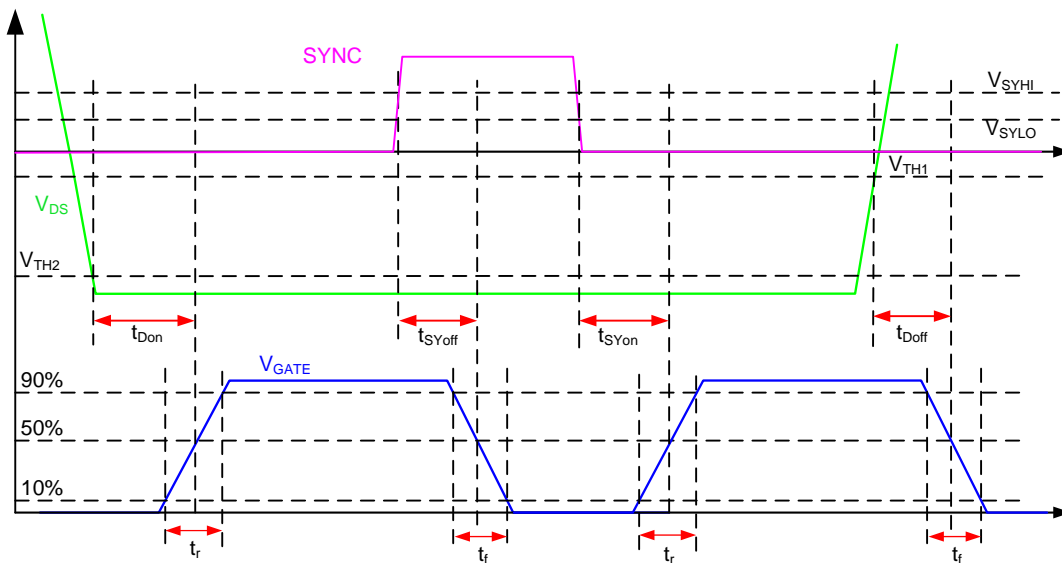 SYNC
V_SYHI
V_SYLO
V_TH1
V_DS
V_TH2
t_Don
t_SYoff
t_SYon
t_Doff
V_GATE
90%
50%
10%
t_r
t_f
t_r
t_f